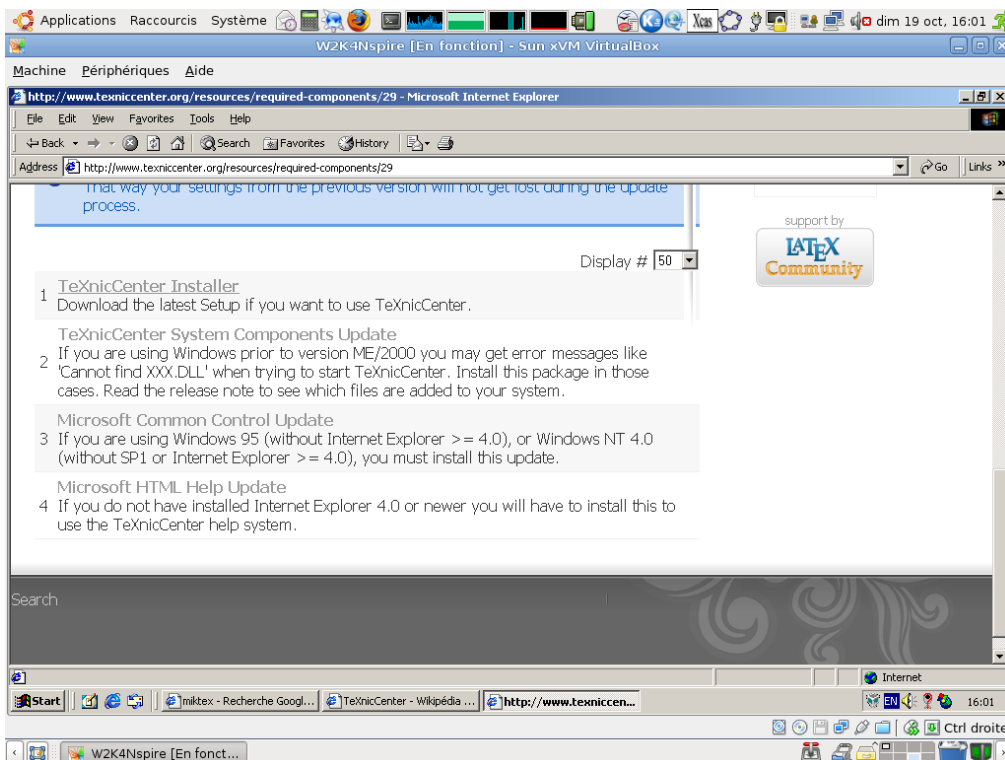 Applications Raccourcis Système
Xcas
dim 19 oct, 16:01
W2K4Nspire [En fonction] - Sun xVM VirtualBox
Machine Périphériques Aide
http://www.texniccenter.org/resources/required-components/29 - Microsoft Internet Explorer
File Edit View Favorites Tools Help
Back Search Favorites History
Address http://www.texniccenter.org/resources/required-components/29 Go Links »
That way your settings from the previous version will not get lost during the update
process.
support by
LATEX
Community
Display # 50
1 TeXnicCenter Installer
Download the latest Setup if you want to use TeXnicCenter.
TeXnicCenter System Components Update
2 If you are using Windows prior to version ME/2000 you may get error messages like
'Cannot find XXX.DLL' when trying to start TeXnicCenter. Install this package in those
cases. Read the release note to see which files are added to your system.
Microsoft Common Control Update
3 If you are using Windows 95 (without Internet Explorer >= 4.0), or Windows NT 4.0
(without SP1 or Internet Explorer >= 4.0), you must install this update.
Microsoft HTML Help Update
4 If you do not have installed Internet Explorer 4.0 or newer you will have to install this to
use the TeXnicCenter help system.
Search
Internet
Start miktex - Recherche Googl... TeXnicCenter - Wikipédia ... http://www.texniccen... EN 16:01
Ctrl droite
W2K4Nspire [En fonct...